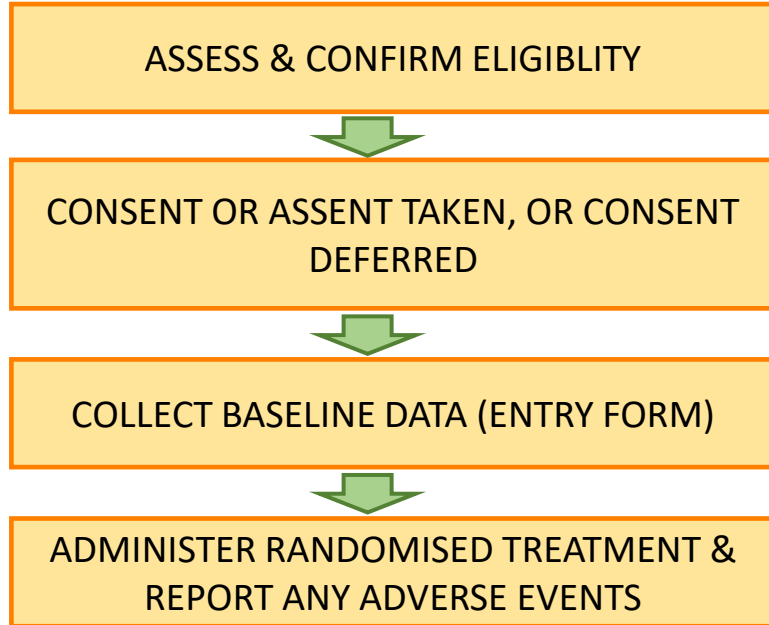 ASSESS & CONFIRM ELIGIBLITY
CONSENT OR ASSENT TAKEN, OR CONSENT
DEFERRED
COLLECT BASELINE DATA (ENTRY FORM)
ADMINISTER RANDOMISED TREATMENT &
REPORT ANY ADVERSE EVENTS